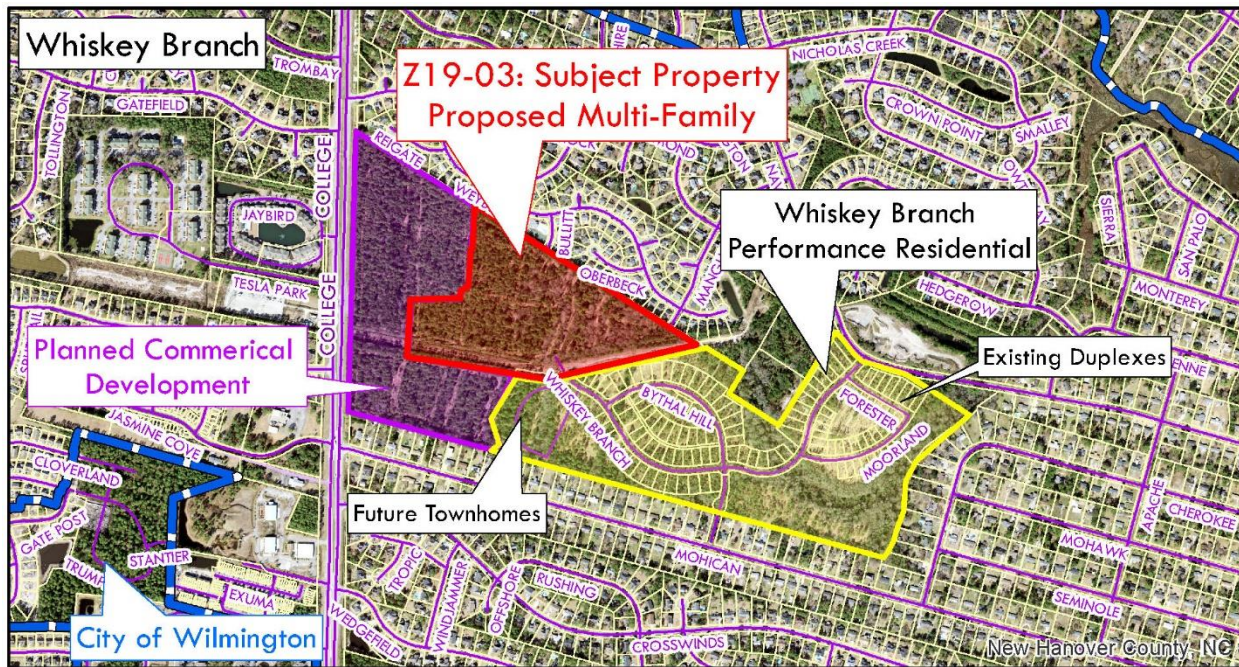 Whiskey Branch
Z19-03: Subject Property
Proposed Multi-Family
Whiskey Branch
Performance Residential
Existing Duplexes
Planned Commerical
Development
Future Townhomes
City of Wilmington
TROMBAY
GATEFIELD
TOLLINGTON
COLLEGE
JAYBIRD
TESLA PARK
COLLEGE
COLLEGE
REIGATE
BULLITT
OBERBECK
NICHOLAS CREEK
CROWN POINT
SMALLEY
SIERRA
SAN PALO
MONTEREY
HEDGEROW
FORESTER
MOORLAND
BYTHAL HILL
WHISKEY BRANCH
JASMINE COVE
CLOVERLAND
GATE POST
STANTIER
EXUMA
WEDGEFIELD
TROPIC
WINDJAMMER
OFFSHORE
RUSHING
CROSSWINDS
MOHICAN
APACHE
CHEROKEE
MOHAWK
SEMINOLE
New Hanover County, NC